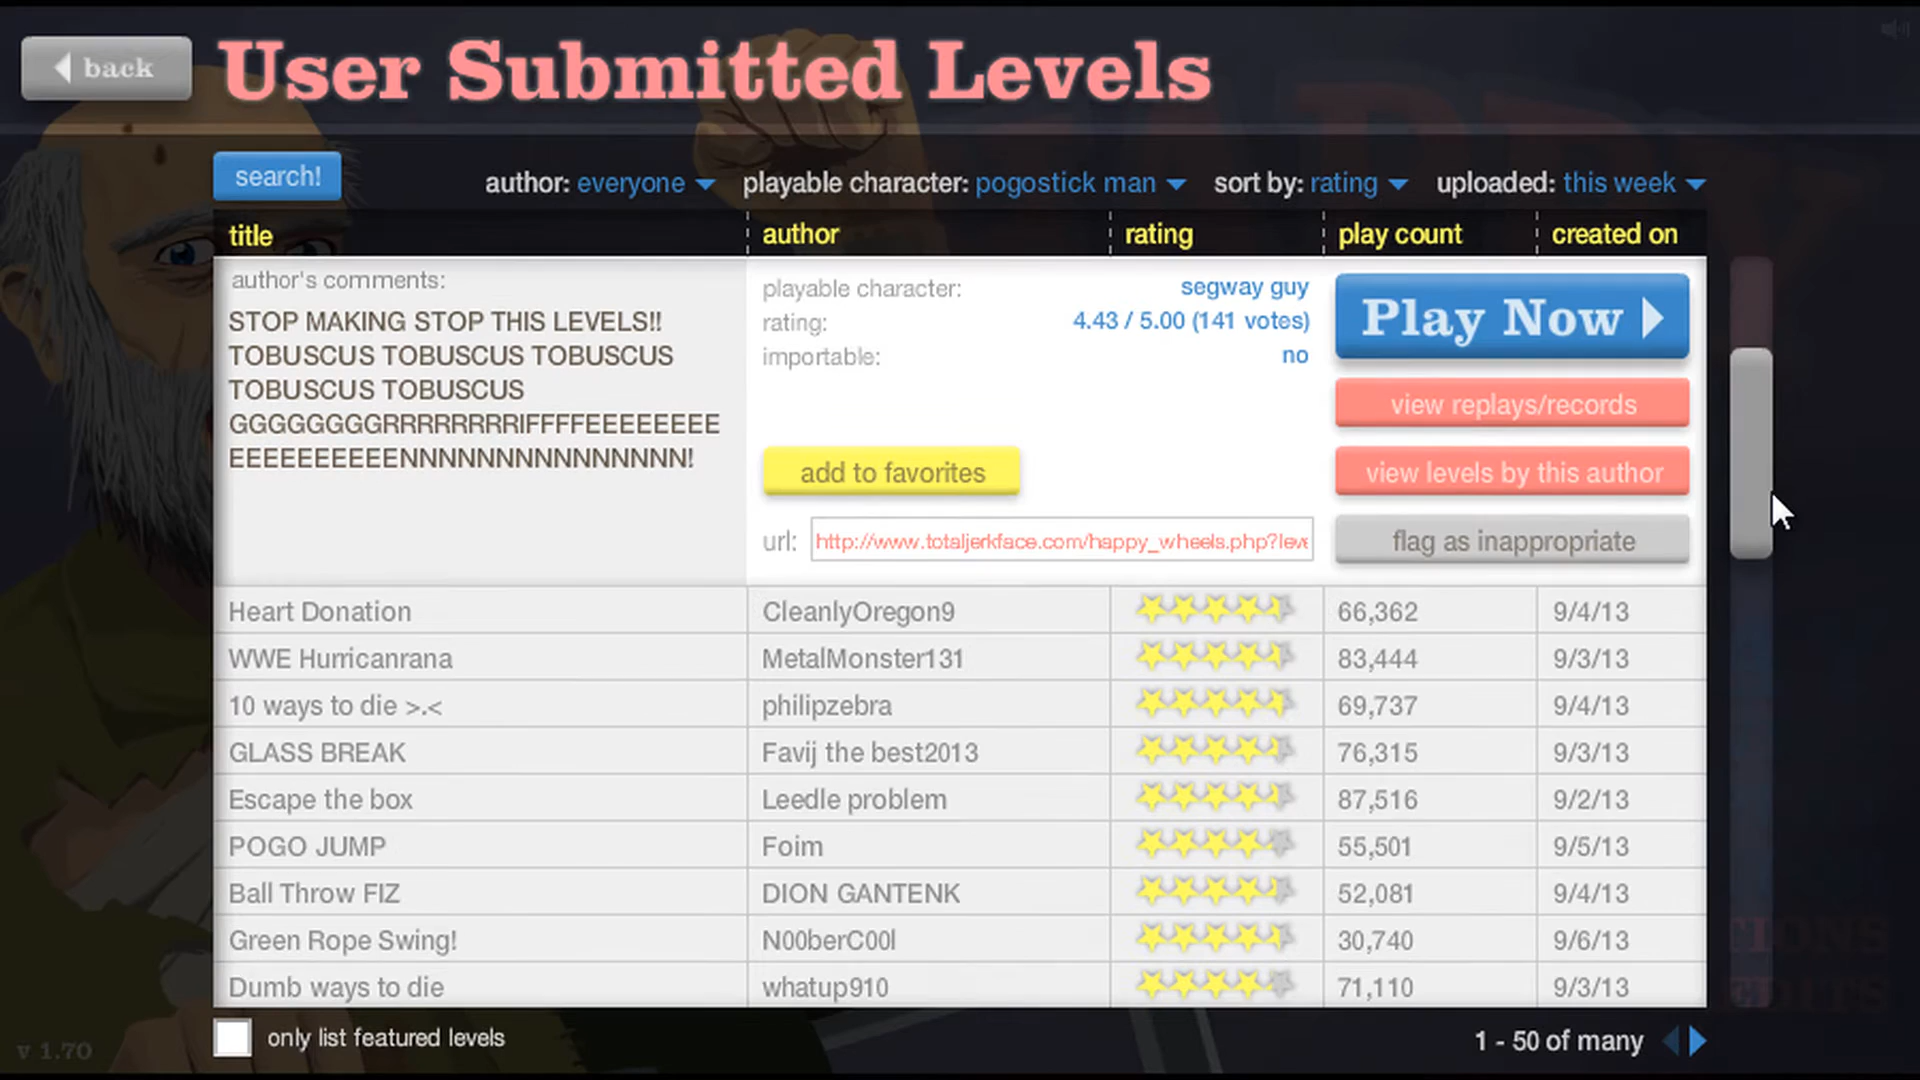 back
User Submitted Levels
search!
author: everyone
playable character: pogostick man
sort by: rating
uploaded: this week
title
author
rating
play count
created on
author's comments:
STOP MAKING STOP THIS LEVELS!!
TOBUSCUS TOBUSCUS TOBUSCUS
TOBUSCUS TOBUSCUS
GGGGGGGGRRRRRRRRIFFFFEEEEEEEE
EEEEEEEEEENNNNNNNNNNNNNNN!
playable character: segway guy
rating: 4.43 / 5.00 (141 votes)
importable: no
add to favorites
url: http://www.totaljerkface.com/happy_wheels.php?leve
Play Now
view replays/records
view levels by this author
flag as inappropriate
Heart Donation CleanlyOregon9 66,362 9/4/13
WWE Hurricanrana MetalMonster131 83,444 9/3/13
10 ways to die >.< philipzebra 69,737 9/4/13
GLASS BREAK Favij the best2013 76,315 9/3/13
Escape the box Leedle problem 87,516 9/2/13
POGO JUMP Foim 55,501 9/5/13
Ball Throw FIZ DION GANTENK 52,081 9/4/13
Green Rope Swing! N00berC00l 30,740 9/6/13
Dumb ways to die whatup910 71,110 9/3/13
only list featured levels
1 - 50 of many
v 1.70